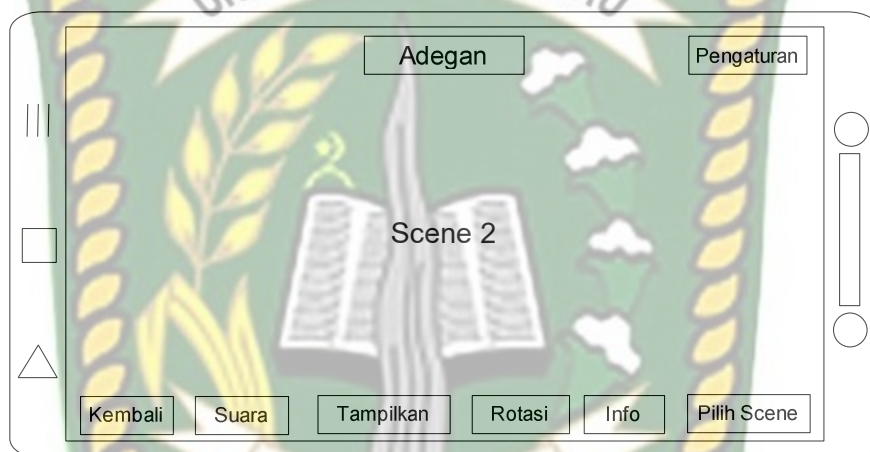 Adegan
Pengaturan
Scene 2
Kembali
Suara
Tampilkan
Rotasi
Info
Pilih Scene